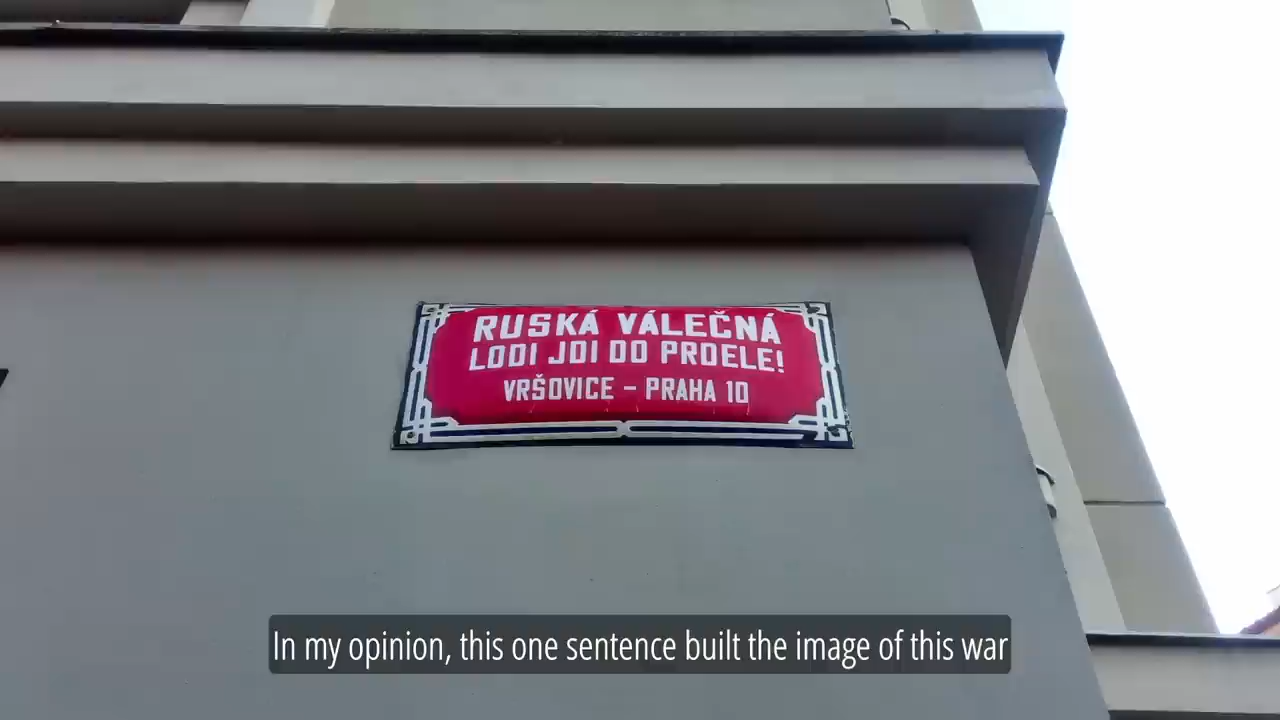 RUSKÁ VÁLEČNÁ
LODI JDI DO PRDELE!
VRŠOVICE – PRAHA 10
In my opinion, this one sentence built the image of this war